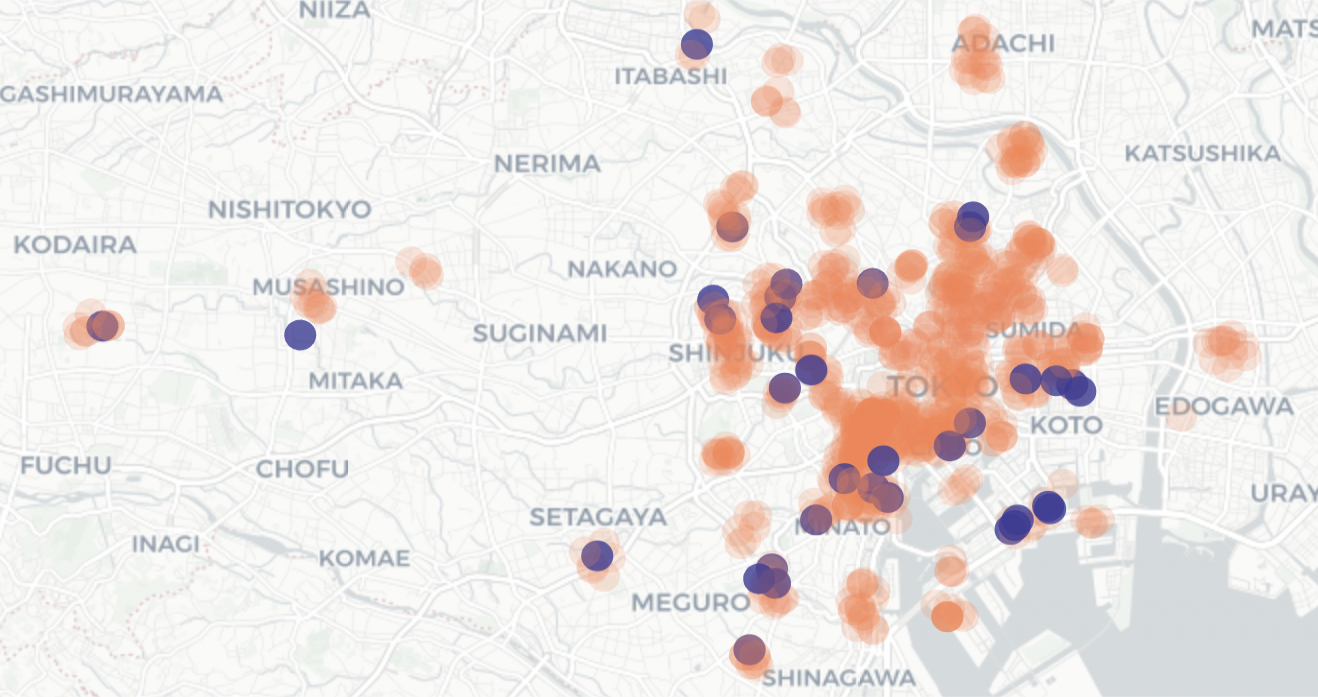 NIIZA
ADACHI
MATS
ITABASHI
GASHIMURAYAMA
KATSUSHIKA
NERIMA
NISHITOKYO
KODAIRA
NAKANO
MUSASHINO
SUGINAMI
SUMIDA
SHINJUKU
MITAKA
TOKYO
EDOGAWA
KOTO
FUCHU
CHOFU
URAY
SETAGAYA
MINATO
INAGI
KOMAE
MEGURO
SHINAGAWA